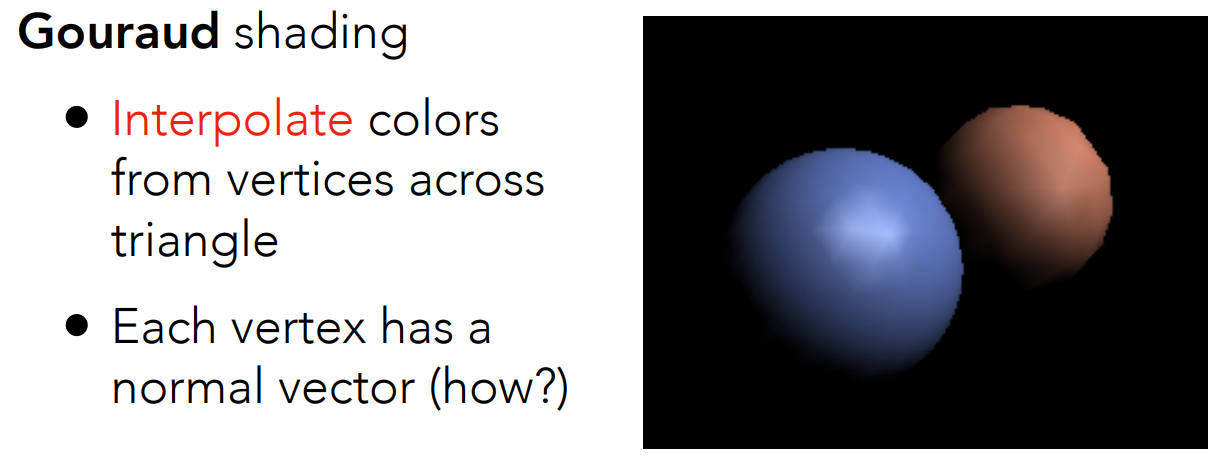 Gouraud shading
● Interpolate colors
from vertices across
triangle
● Each vertex has a
normal vector (how?)